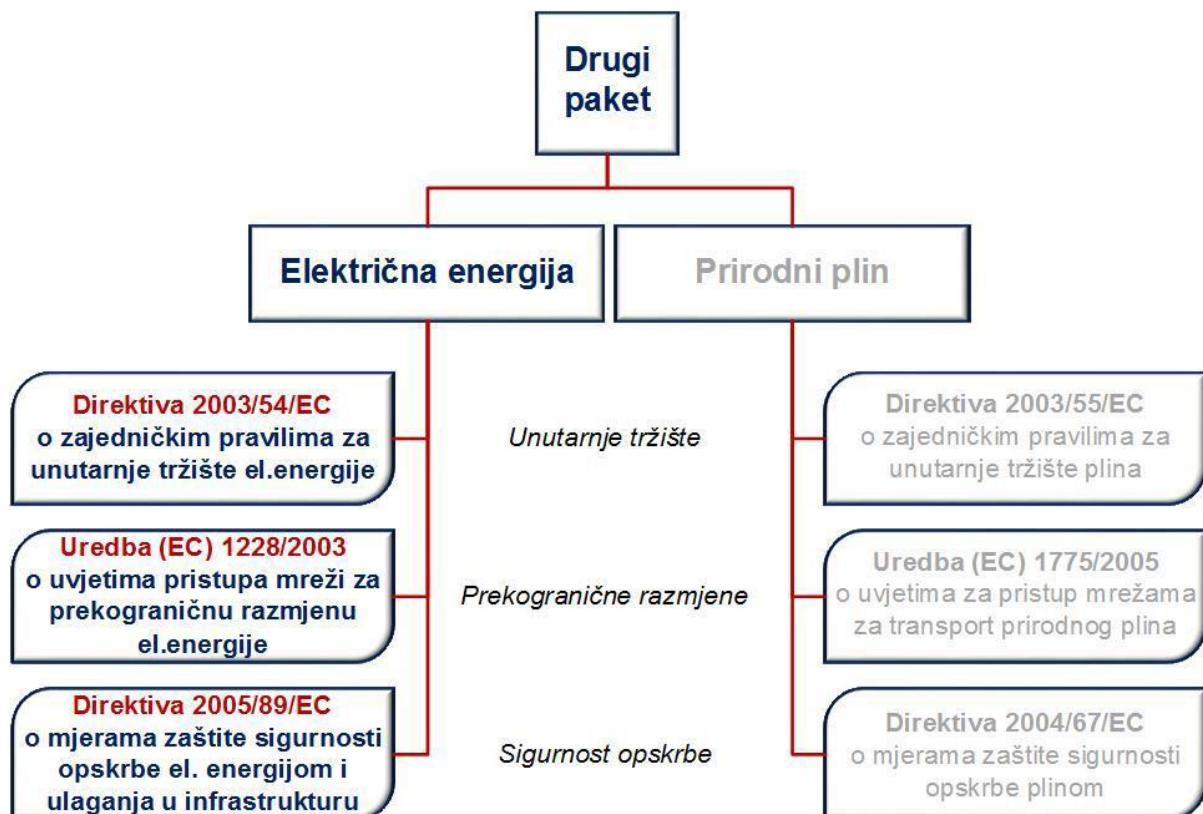 Drugi
paket
Električna energija
Prirodni plin
Direktiva 2003/54/EC
o zajedničkim pravilima za
unutarnje tržište el.energije
Unutarnje tržište
Direktiva 2003/55/EC
o zajedničkim pravilima za
unutarnje tržište plina
Uredba (EC) 1228/2003
o uvjetima pristupa mreži za
prekograničnu razmjenu
el.energije
Prekogranične razmjene
Uredba (EC) 1775/2005
o uvjetima za pristup mrežama
za transport prirodnog plina
Direktiva 2005/89/EC
o mjerama zaštite sigurnosti
opskrbe el. energijom i
ulaganja u infrastrukturu
Sigurnost opskrbe
Direktiva 2004/67/EC
o mjerama zaštite sigurnosti
opskrbe plinom